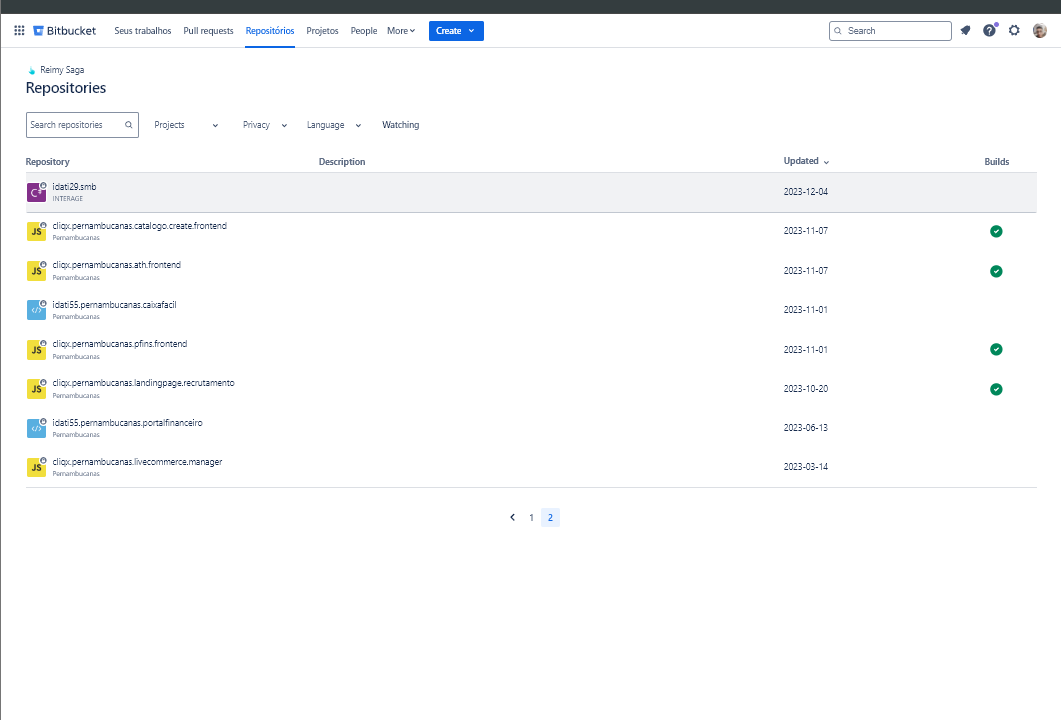 Bitbucket Seus trabalhos Pull requests Repositórios Projetos People More Create Search
Reimy Saga
Repositories
Search repositories Projects Privacy Language Watching
Repository Description Updated Builds
C# idati29.smb 2023-12-04
INTERAGE
JS cliqx.pernambucanas.catalogo.create.frontend 2023-11-07
Pernambucanas
JS cliqx.pernambucanas.ath.frontend 2023-11-07
Pernambucanas
</> idati55.pernambucanas.caixafacil 2023-11-01
Pernambucanas
JS cliqx.pernambucanas.pfins.frontend 2023-11-01
Pernambucanas
JS cliqx.pernambucanas.landingpage.recrutamento 2023-10-20
Pernambucanas
</> idati55.pernambucanas.portalfinanceiro 2023-06-13
Pernambucanas
JS cliqx.pernambucanas.livecommerce.manager 2023-03-14
Pernambucanas
1 2